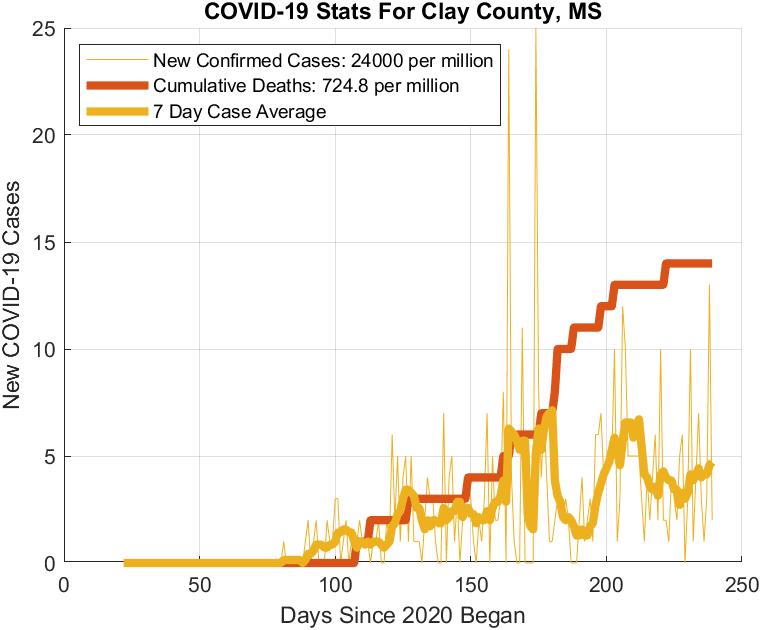 COVID-19 Stats For Clay County, MS
25
New Confirmed Cases: 24000 per million
Cumulative Deaths: 724.8 per million
7 Day Case Average
20
15
10
5
0
New COVID-19 Cases
0 50 100 150 200 250
Days Since 2020 Began